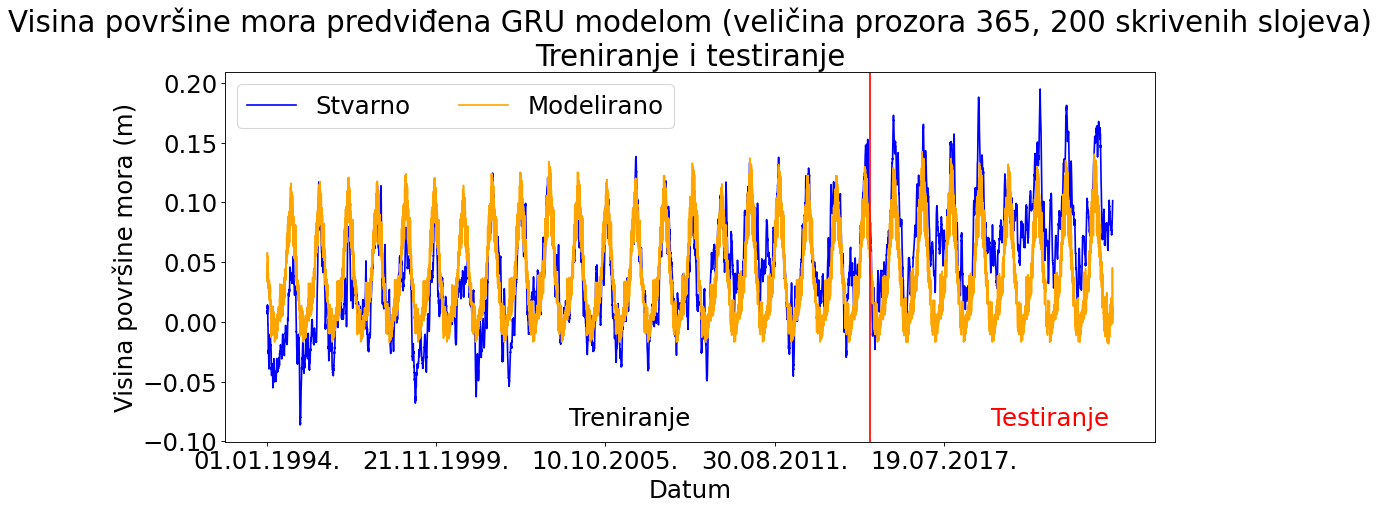 Visina površine mora predviđena GRU modelom (veličina prozora 365, 200 skrivenih slojeva)
Treniranje i testiranje
Stvarno
Modelirano
Visina površine mora (m)
0.20
0.15
0.10
0.05
0.00
−0.05
−0.10
Treniranje
Testiranje
01.01.1994.
21.11.1999.
10.10.2005.
30.08.2011.
19.07.2017.
Datum